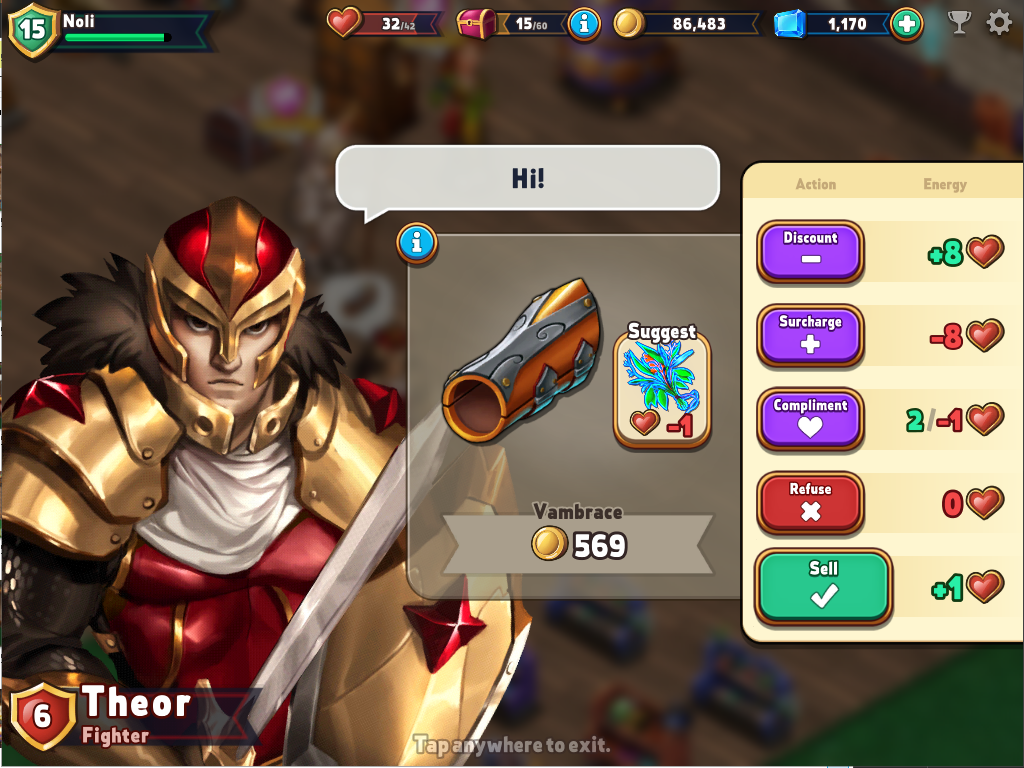 15
Noli
32/42
15/60
i
86,483
1,170
Hi!
i
Action Energy
Discount
+8
Surcharge
-8
Suggest
-1
Compliment
2/-1
Refuse
0
Vambrace
569
Sell
+1
6
Theor
Fighter
Tap anywhere to exit.